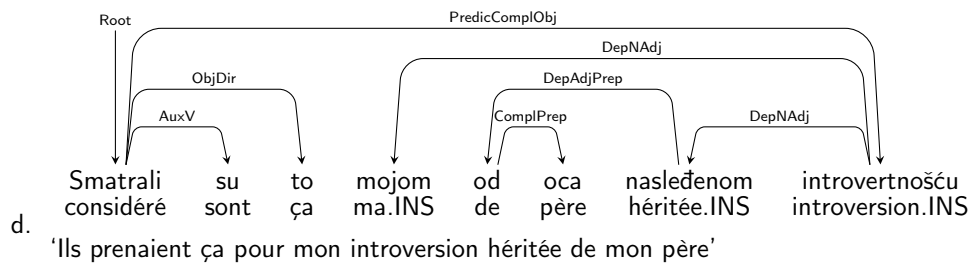 Root
PredicComplObj
DepNAdj
ObjDir
DepAdjPrep
AuxV
ComplPrep
DepNAdj
Smatrali su to mojom od oca nasleđenom introvertnošću
considéré sont ça ma.INS de père héritée.INS introversion.INS
d.
‘Ils prenaient ça pour mon introversion héritée de mon père’